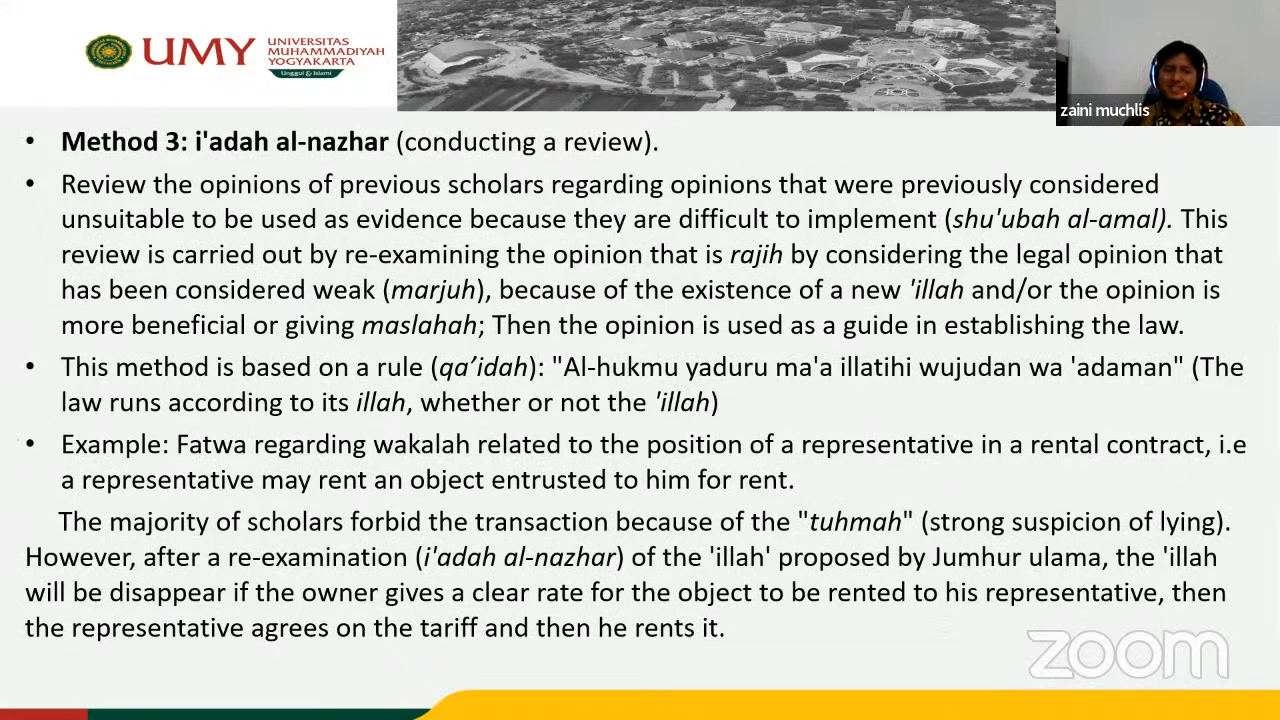 UMY
UNIVERSITAS
MUHAMMADIYAH
YOGYAKARTA
Unggul & Islami
zaini muchlis
• Method 3: i'adah al-nazhar (conducting a review).
• Review the opinions of previous scholars regarding opinions that were previously considered
unsuitable to be used as evidence because they are difficult to implement (shu'ubah al-amal). This
review is carried out by re-examining the opinion that is rajih by considering the legal opinion that
has been considered weak (marjuh), because of the existence of a new 'illah and/or the opinion is
more beneficial or giving maslahah; Then the opinion is used as a guide in establishing the law.
• This method is based on a rule (qa’idah): "Al-hukmu yaduru ma'a illatihi wujudan wa 'adaman" (The
law runs according to its illah, whether or not the 'illah)
• Example: Fatwa regarding wakalah related to the position of a representative in a rental contract, i.e
a representative may rent an object entrusted to him for rent.
The majority of scholars forbid the transaction because of the "tuhmah" (strong suspicion of lying).
However, after a re-examination (i'adah al-nazhar) of the 'illah' proposed by Jumhur ulama, the 'illah
will be disappear if the owner gives a clear rate for the object to be rented to his representative, then
the representative agrees on the tariff and then he rents it.
zoom